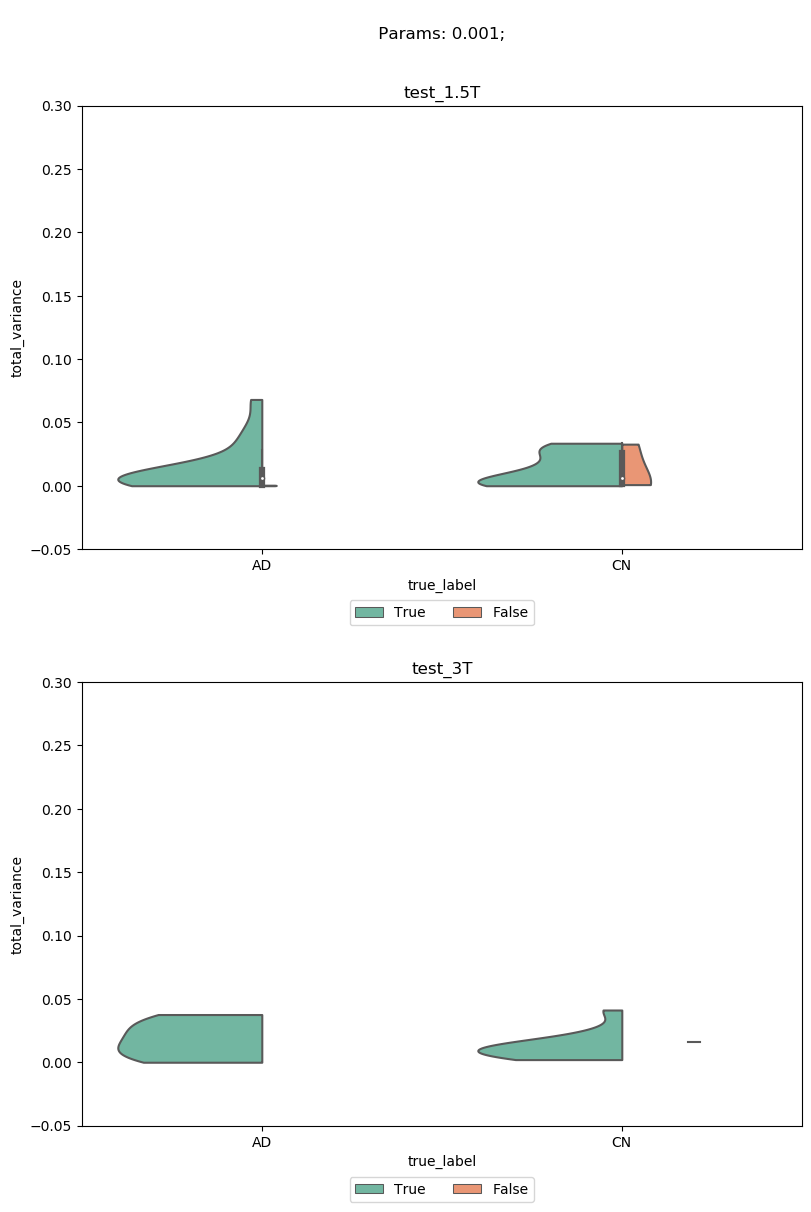 Params: 0.001;
test_1.5T
0.30
0.25
0.20
0.15
0.10
0.05
0.00
−0.05
total_variance
AD CN
true_label
True False
test_3T
0.30
0.25
0.20
0.15
0.10
0.05
0.00
−0.05
total_variance
AD CN
true_label
True False